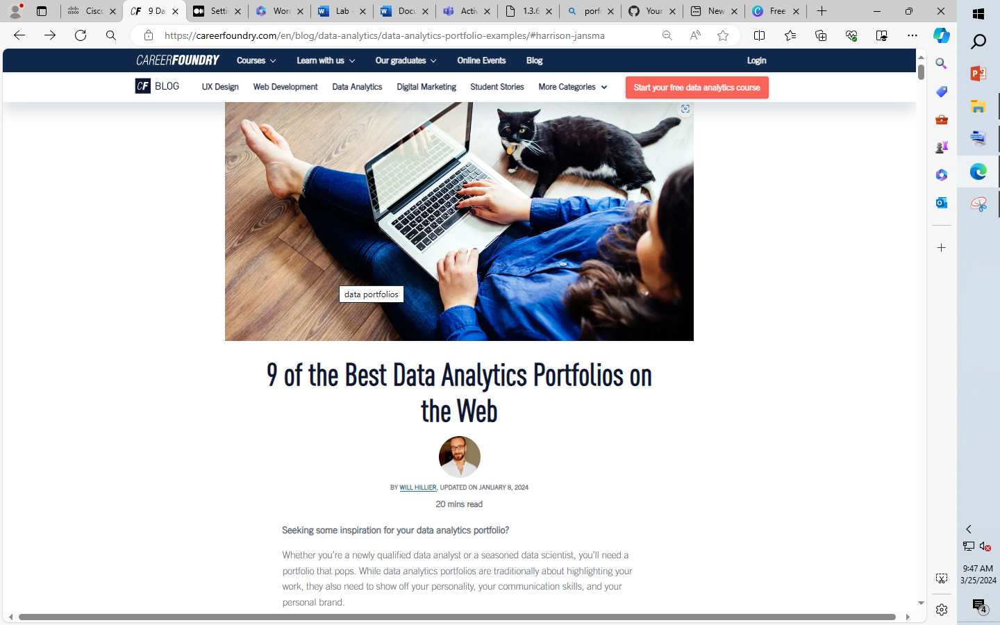 Cisco
9 Da
Setti
Word
Lab -
Docu
Activ
1.3.6
porf
Your
New
Free
https://careerfoundry.com/en/blog/data-analytics/data-analytics-portfolio-examples/#harrison-jansma
CAREERFOUNDRY
Courses
Learn with us
Our graduates
Online Events
Blog
Login
CF BLOG
UX Design
Web Development
Data Analytics
Digital Marketing
Student Stories
More Categories
Start your free data analytics course
data portfolios
9 of the Best Data Analytics Portfolios on
the Web
BY WILL HILLIER, UPDATED ON JANUARY 8, 2024
20 mins read
Seeking some inspiration for your data analytics portfolio?
Whether you’re a newly qualified data analyst or a seasoned data scientist, you’ll need a
portfolio that pops. While data analytics portfolios are traditionally about highlighting your
work, they also need to show off your personality, your communication skills, and your
personal brand.
9:47 AM
3/25/2024
4